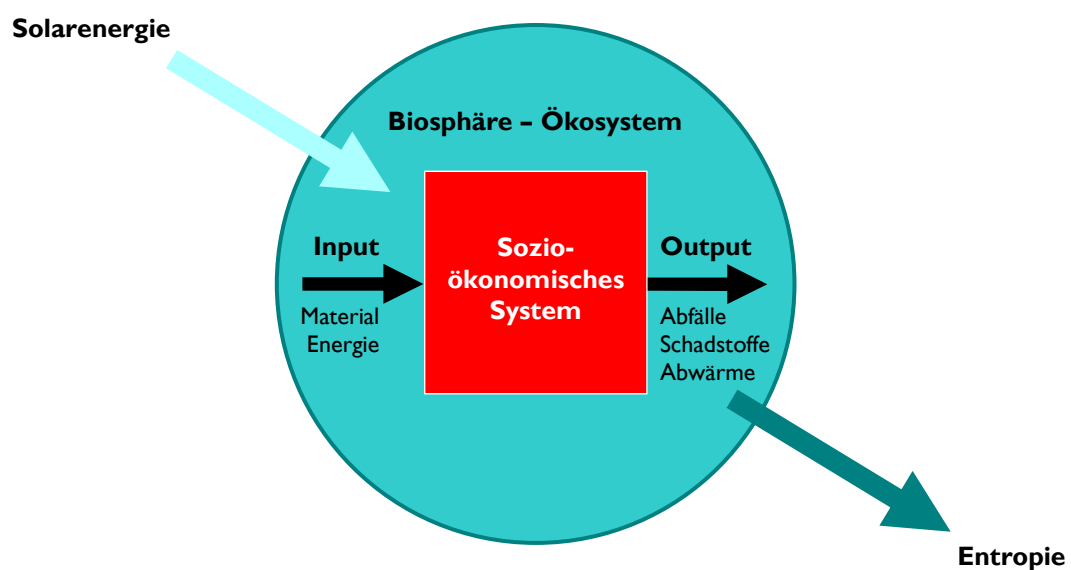 Solarenergie
Biosphäre – Ökosystem
Input
Material
Energie
Sozio-
ökonomisches
System
Output
Abfälle
Schadstoffe
Abwärme
Entropie